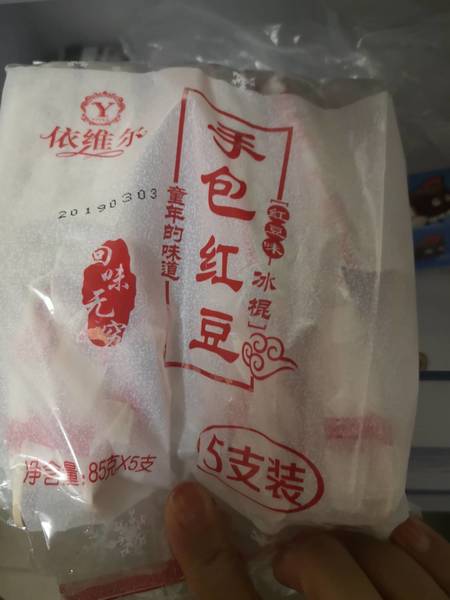 Y
依维尔
20190303
手包红豆
童年的味道
[红豆味冰棍]
回味无穷
净含量:85克X5支
5支装